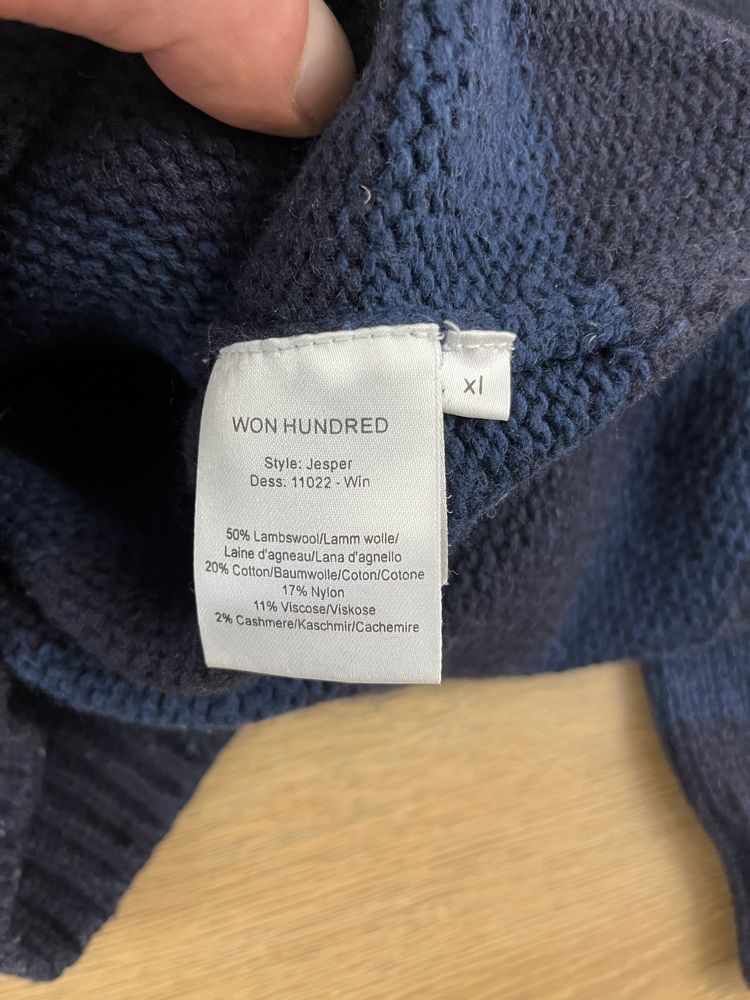 WON HUNDRED
Style: Jesper
Dess: 11022 - Win
50% Lambswool/Lamm wolle/
Laine d'agneau/Lana d'agnello
20% Cotton/Baumwolle/Coton/Cotone
17% Nylon
11% Viscose/Viskose
2% Cashmere/Kaschmir/Cachemire
xl